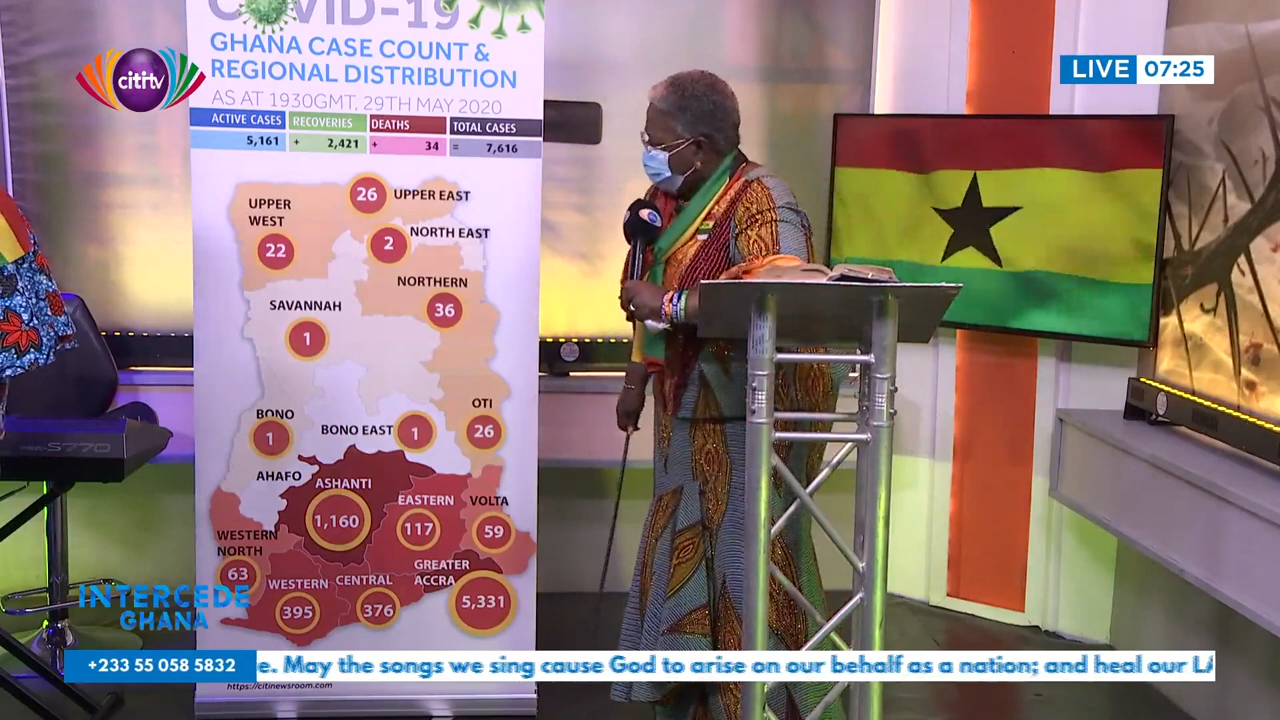 COVID-19
GHANA CASE COUNT &
REGIONAL DISTRIBUTION
AS AT 1930GMT, 29TH MAY 2020
ACTIVE CASES RECOVERIES DEATHS TOTAL CASES
5,161 + 2,421 + 34 = 7,616
citi tv
LIVE 07:25
26 UPPER EAST
UPPER
WEST
22
2 NORTH EAST
NORTHERN
36
SAVANNAH
1
BONO
1
BONO EAST 1
OTI
26
AHAFO
ASHANTI
1,160
EASTERN
117
VOLTA
59
WESTERN
NORTH
63
WESTERN
395
CENTRAL
376
GREATER
ACCRA
5,331
S770
INTERCEDE
GHANA
+233 55 058 5832
e. May the songs we sing cause God to arise on our behalf as a nation; and heal our LA
https://citinewsroom.com